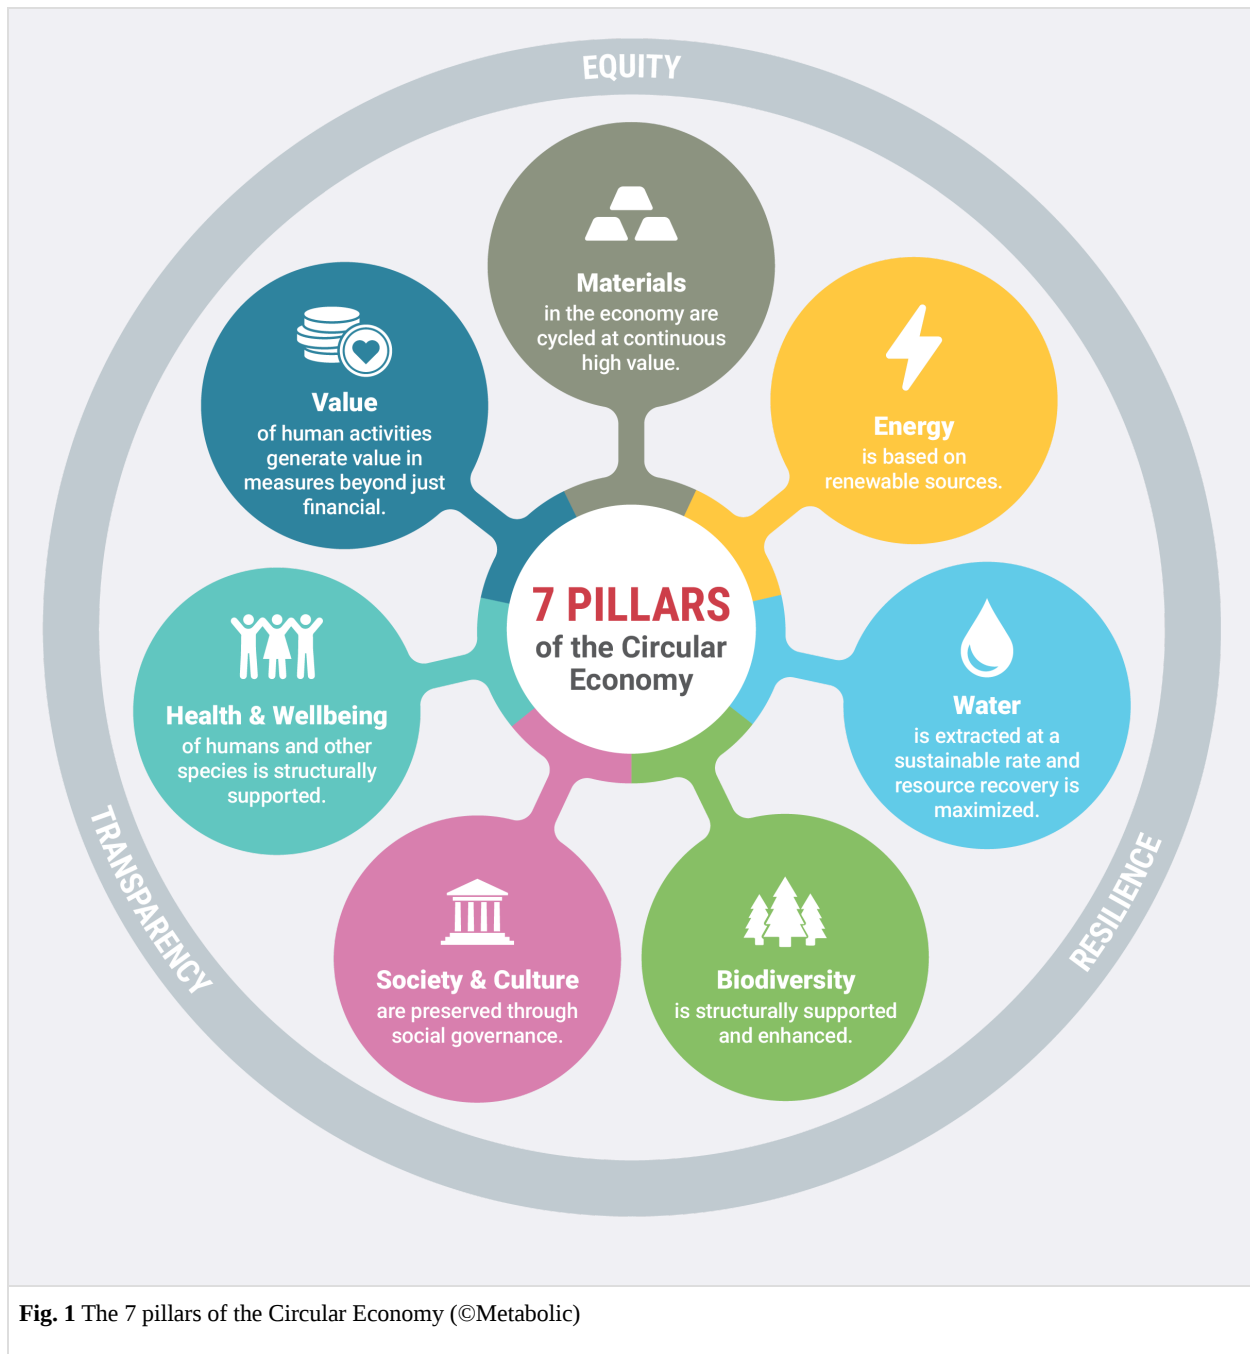 EQUITY
Materials
in the economy are
cycled at continuous
high value.
Energy
is based on
renewable sources.
Water
is extracted at a
sustainable rate and
resource recovery is
maximized.
Biodiversity
is structurally supported
and enhanced.
Society & Culture
are preserved through
social governance.
Health & Wellbeing
of humans and other
species is structurally
supported.
Value
of human activities
generate value in
measures beyond just
financial.
7 PILLARS
of the Circular
Economy
RESILIENCE
TRANSPARENCY
Fig. 1 The 7 pillars of the Circular Economy (©Metabolic)